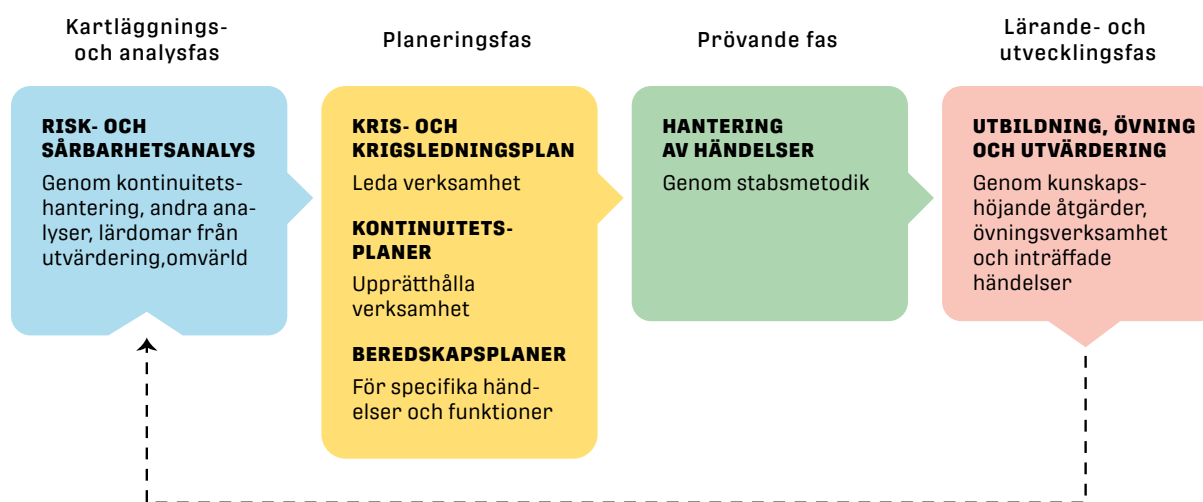 Kartläggnings-
och analysfas
Planeringsfas
Prövande fas
Lärande- och
utvecklingsfas
RISK- OCH
SÅRBARHETSANALYS
Genom kontinuitets-
hantering, andra ana-
lyser, lärdomar från
utvärdering,omvärld
KRIS- OCH
KRIGSLEDNINGSPLAN
Leda verksamhet
KONTINUITETS-
PLANER
Upprätthålla
verksamhet
BEREDSKAPSPLANER
För specifika händ-
elser och funktioner
HANTERING
AV HÄNDELSER
Genom stabsmetodik
UTBILDNING, ÖVNING
OCH UTVÄRDERING
Genom kunskaps-
höjande åtgärder,
övningsverksamhet
och inträffade
händelser